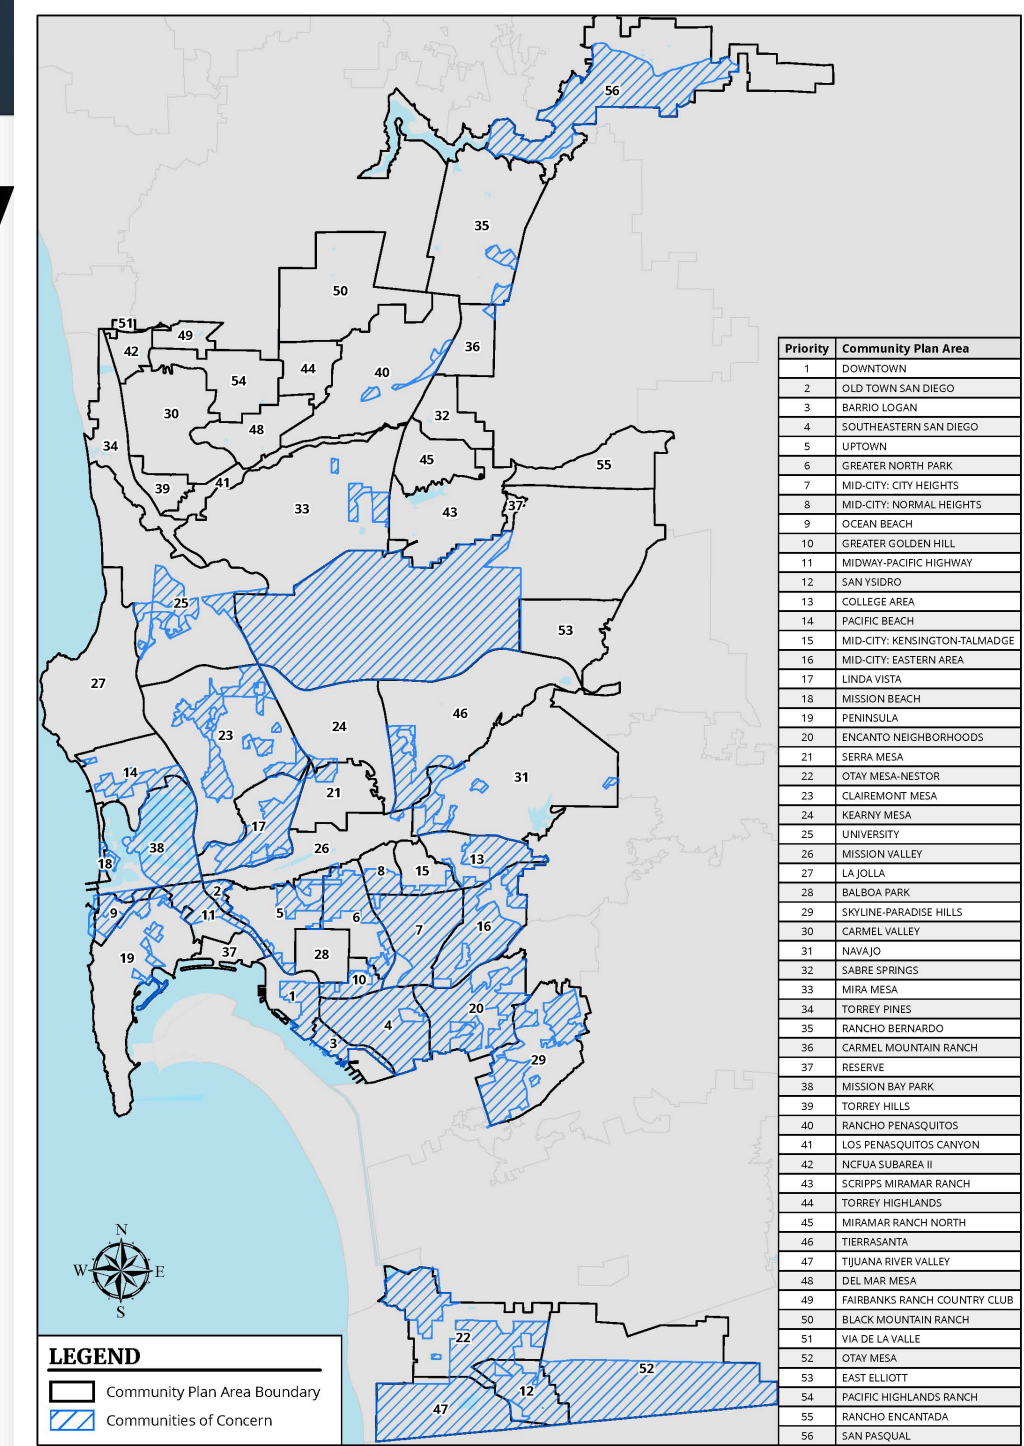 56
35
50
51
49
42
36
44
40
54
30
32
48
34
45
55
41
39
33
43
37
25
53
27
46
23
24
14
31
21
17
38
26
18
13
8
15
2
9
11
5
6
7
16
19
37
28
10
1
20
4
3
29
N
W E
S
22
52
12
47
LEGEND
Community Plan Area Boundary
Communities of Concern
Priority Community Plan Area
1 DOWNTOWN
2 OLD TOWN SAN DIEGO
3 BARRIO LOGAN
4 SOUTHEASTERN SAN DIEGO
5 UPTOWN
6 GREATER NORTH PARK
7 MID-CITY: CITY HEIGHTS
8 MID-CITY: NORMAL HEIGHTS
9 OCEAN BEACH
10 GREATER GOLDEN HILL
11 MIDWAY-PACIFIC HIGHWAY
12 SAN YSIDRO
13 COLLEGE AREA
14 PACIFIC BEACH
15 MID-CITY: KENSINGTON-TALMADGE
16 MID-CITY: EASTERN AREA
17 LINDA VISTA
18 MISSION BEACH
19 PENINSULA
20 ENCANTO NEIGHBORHOODS
21 SERRA MESA
22 OTAY MESA-NESTOR
23 CLAIREMONT MESA
24 KEARNY MESA
25 UNIVERSITY
26 MISSION VALLEY
27 LA JOLLA
28 BALBOA PARK
29 SKYLINE-PARADISE HILLS
30 CARMEL VALLEY
31 NAVAJO
32 SABRE SPRINGS
33 MIRA MESA
34 TORREY PINES
35 RANCHO BERNARDO
36 CARMEL MOUNTAIN RANCH
37 RESERVE
38 MISSION BAY PARK
39 TORREY HILLS
40 RANCHO PENASQUITOS
41 LOS PENASQUITOS CANYON
42 NCFUA SUBAREA II
43 SCRIPPS MIRAMAR RANCH
44 TORREY HIGHLANDS
45 MIRAMAR RANCH NORTH
46 TIERRASANTA
47 TIJUANA RIVER VALLEY
48 DEL MAR MESA
49 FAIRBANKS RANCH COUNTRY CLUB
50 BLACK MOUNTAIN RANCH
51 VIA DE LA VALLE
52 OTAY MESA
53 EAST ELLIOTT
54 PACIFIC HIGHLANDS RANCH
55 RANCHO ENCANTADA
56 SAN PASQUAL